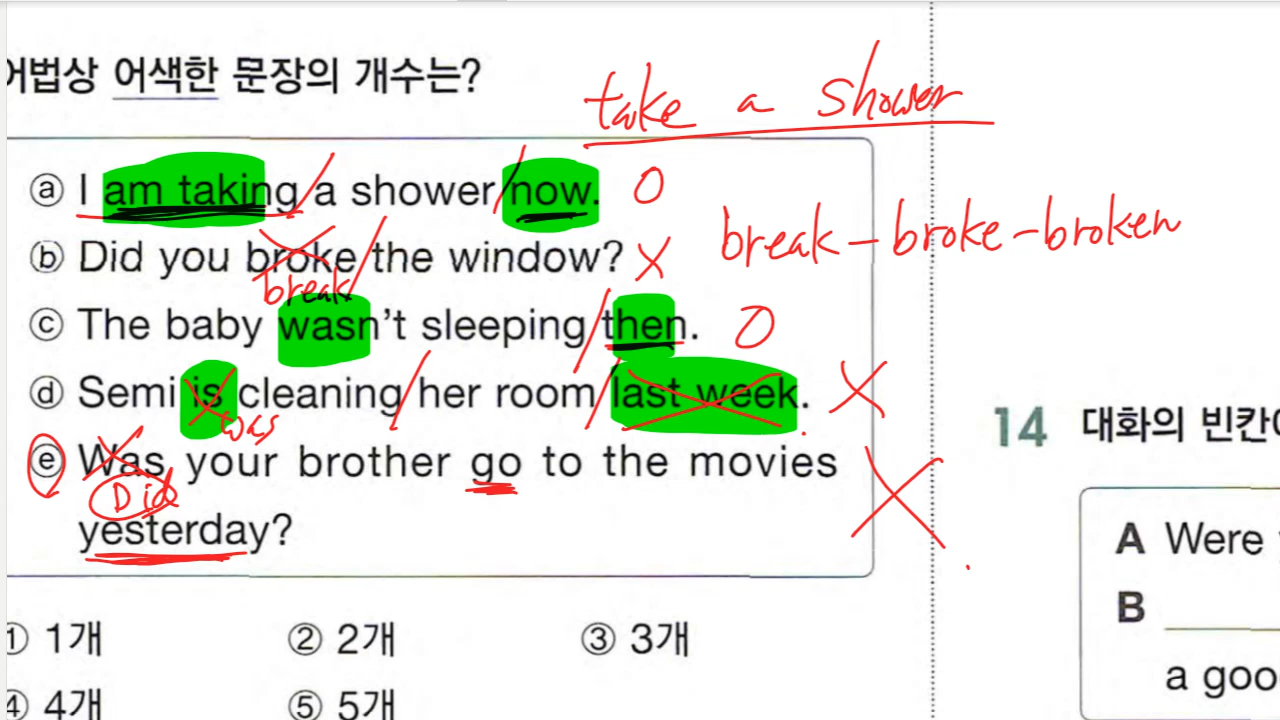 어법상 어색한 문장의 개수는?
take a shower
ⓐ I am taking a shower now. O
ⓑ Did you broke the window? X
break
break - broke - broken
ⓒ The baby wasn't sleeping then. O
ⓓ Semi is cleaning her room last week. X
was
ⓔ Was your brother go to the movies X
Did
yesterday?
① 1개 ② 2개 ③ 3개
④ 4개 ⑤ 5개
14 대화의 빈칸
A Were
B
a goo